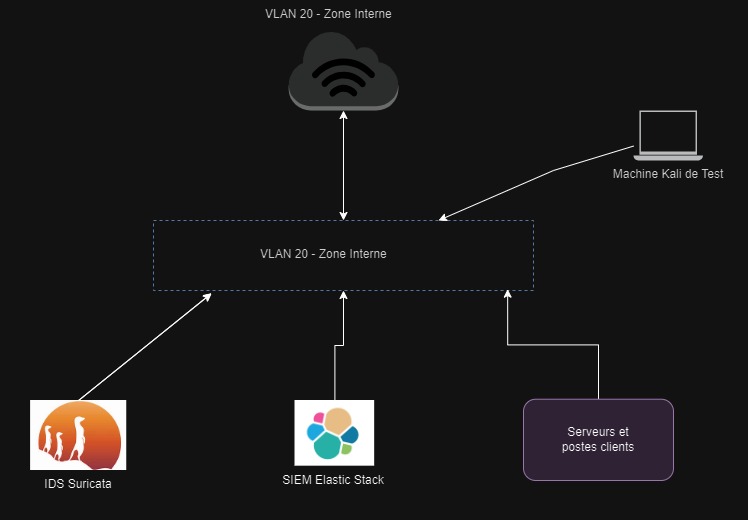 VLAN 20 - Zone Interne
Machine Kali de Test
VLAN 20 - Zone Interne
IDS Suricata
SIEM Elastic Stack
Serveurs et
postes clients